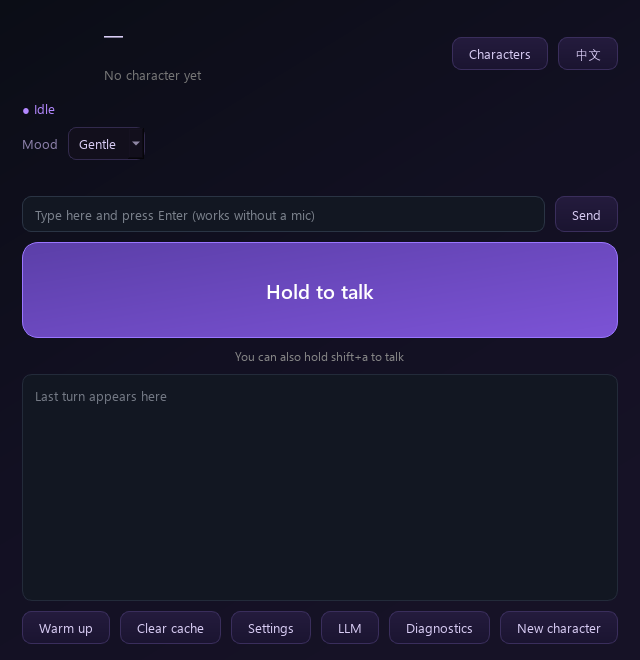 —
No character yet
Characters
中文
● Idle
Mood
Gentle
Type here and press Enter (works without a mic)
Send
Hold to talk
You can also hold shift+a to talk
Last turn appears here
Warm up
Clear cache
Settings
LLM
Diagnostics
New character